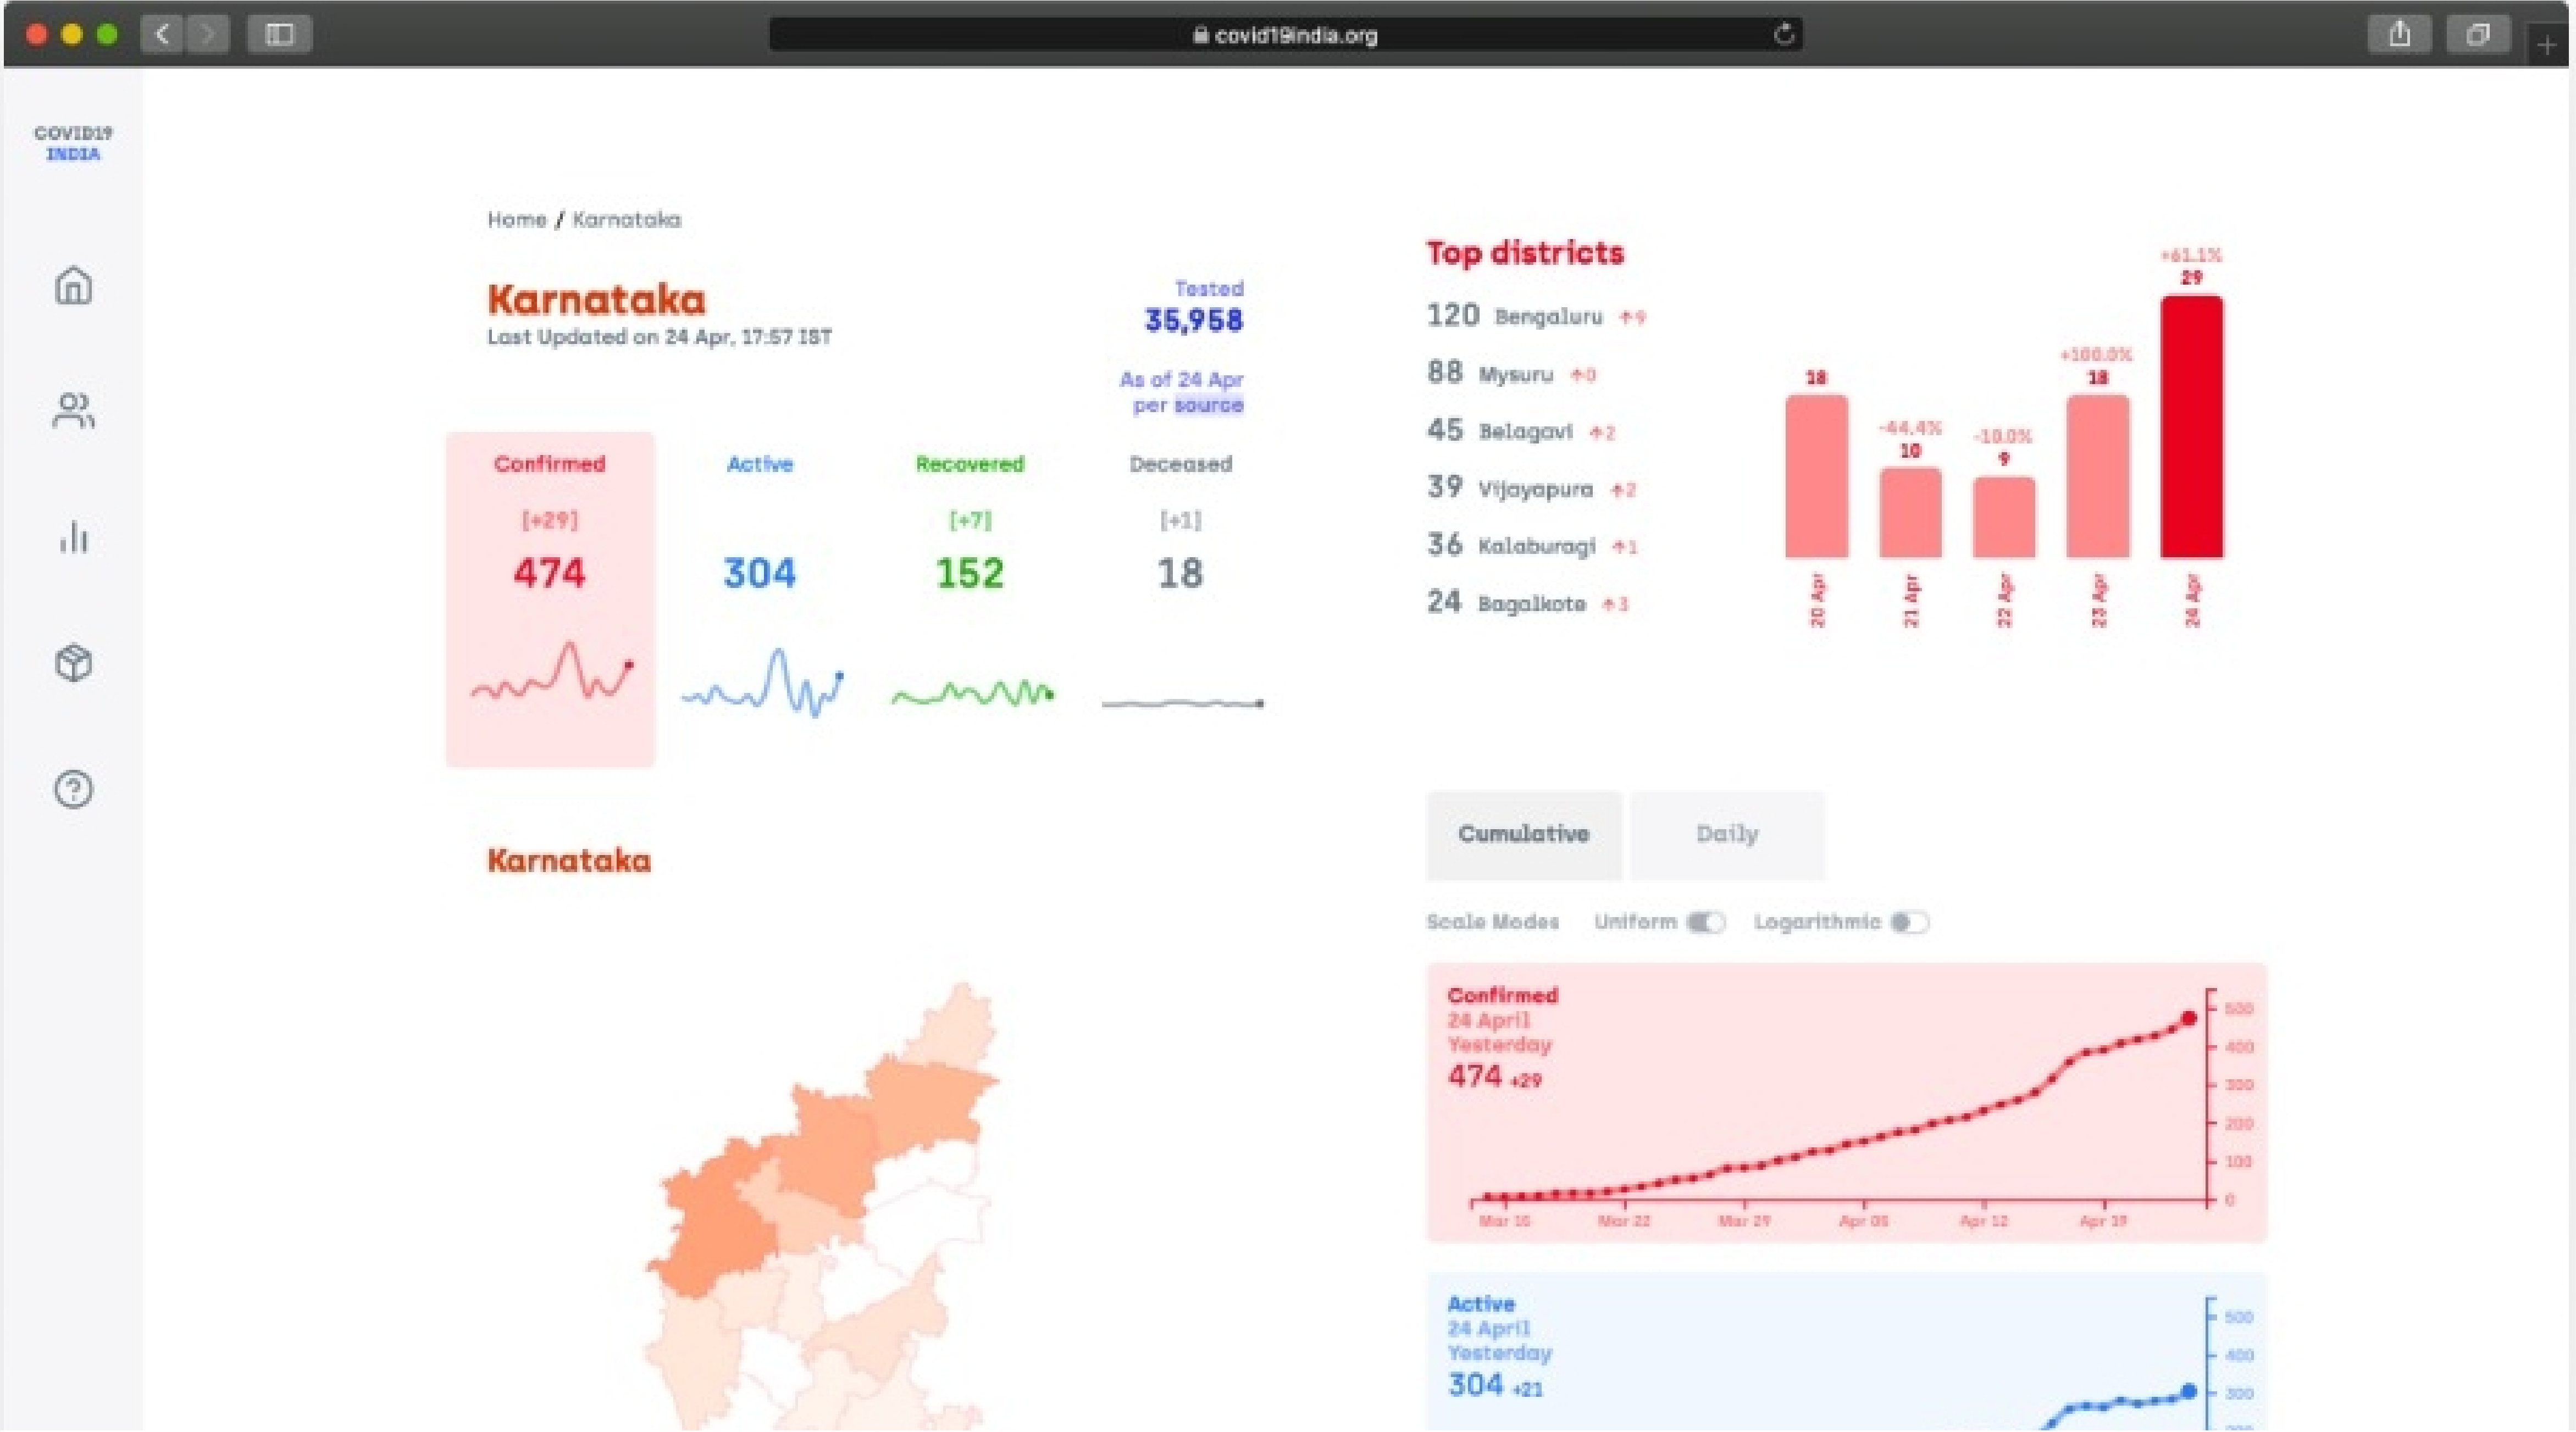 covid19india.org
COVID19
INDIA
Home / Karnataka
Karnataka
Last Updated on 24 Apr, 17:57 IST
Tested
35,958
As of 24 Apr
per source
Confirmed
[+29]
474
Active
304
Recovered
[+7]
152
Deceased
[+1]
18
Karnataka
Top districts
120 Bengaluru ↑9
88 Mysuru ↑0
45 Belagavi ↑2
39 Vijayapura ↑2
36 Kalaburagi ↑1
24 Bagalkote ↑3
18
-44.4%
10
-10.0%
9
+100.0%
18
+61.1%
29
20 Apr
21 Apr
22 Apr
23 Apr
24 Apr
Cumulative
Daily
Scale Modes Uniform Logarithmic
Confirmed
24 April
Yesterday
474 +29
500
400
300
200
100
0
Mar 15
Mar 22
Mar 29
Apr 05
Apr 12
Apr 19
Active
24 April
Yesterday
304 +21
500
400
300